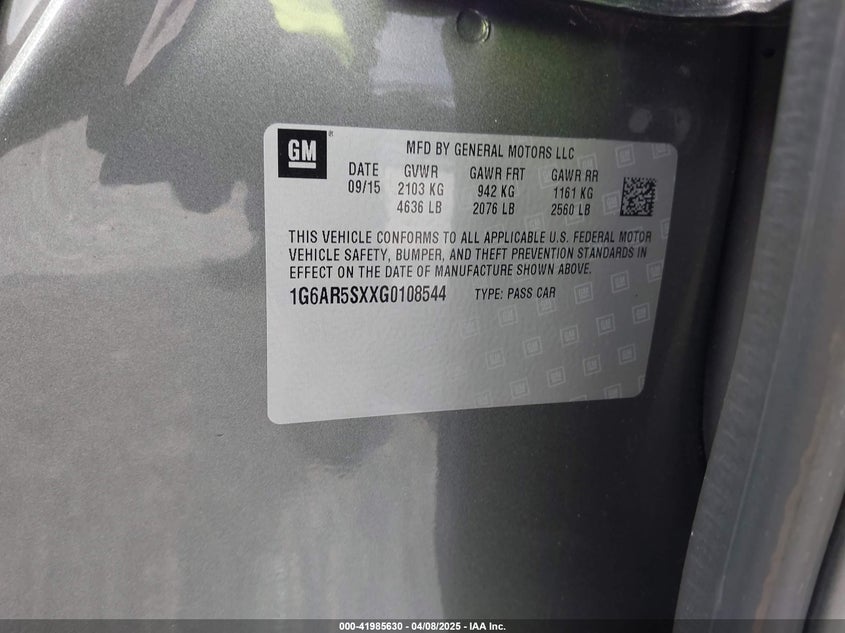 GM ®
MFD BY GENERAL MOTORS LLC
DATE GVWR GAWR FRT GAWR RR
09/15 2103 KG 942 KG 1161 KG
4636 LB 2076 LB 2560 LB
THIS VEHICLE CONFORMS TO ALL APPLICABLE U.S. FEDERAL MOTOR
VEHICLE SAFETY, BUMPER, AND THEFT PREVENTION STANDARDS IN
EFFECT ON THE DATE OF MANUFACTURE SHOWN ABOVE.
1G6AR5SXXG0108544 TYPE: PASS CAR
000-41985630 - 04/08/2025 - IAA Inc.